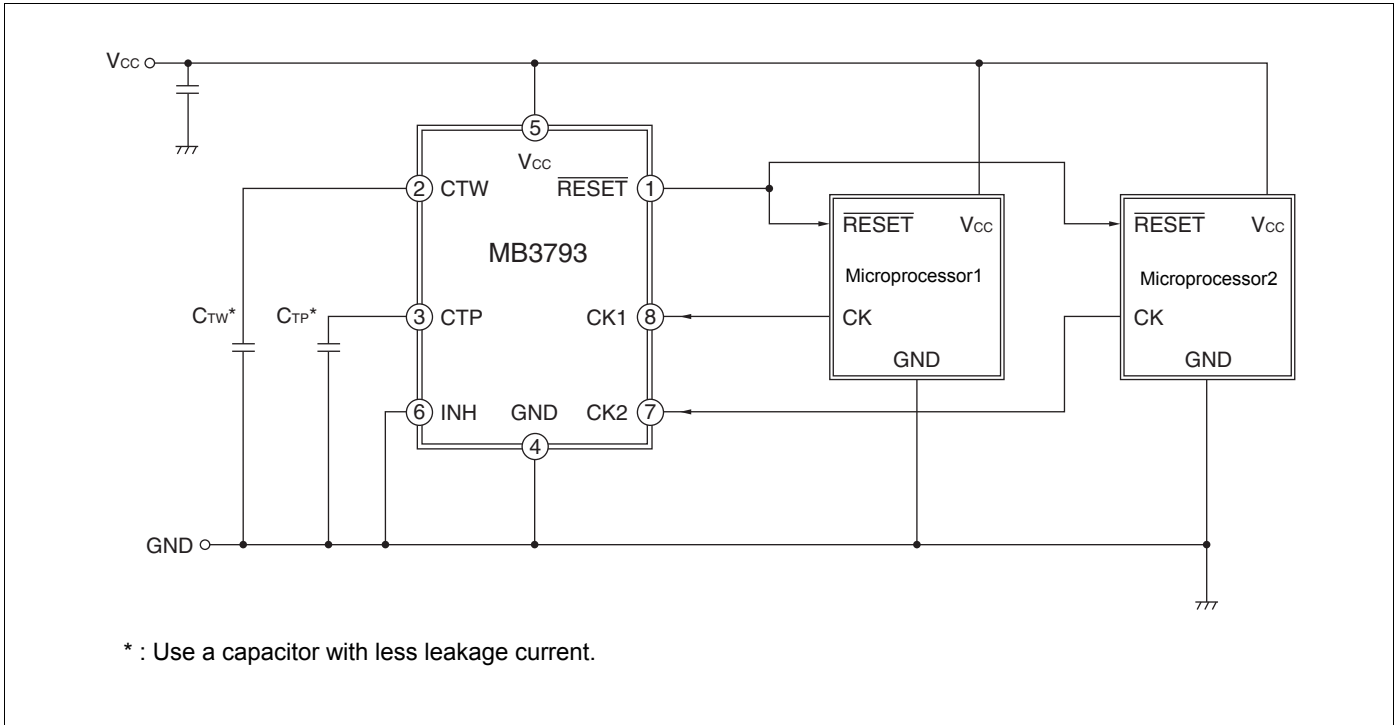 Vcc
5
Vcc
2 CTW
RESET 1
MB3793
RESET Vcc
Microprocessor1
CK
GND
RESET Vcc
Microprocessor2
CK
GND
CTW*
CTP*
3 CTP
CK1 8
6 INH
GND
CK2 7
4
GND
* : Use a capacitor with less leakage current.